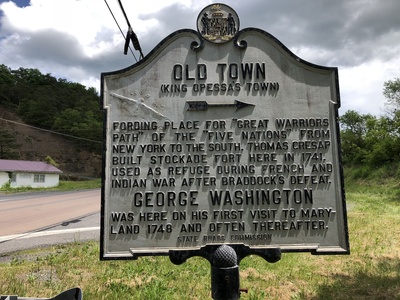 OLD TOWN
(KING OPESSAS TOWN)
FORDING PLACE FOR "GREAT WARRIORS
PATH" OF THE "FIVE NATIONS" FROM
NEW YORK TO THE SOUTH. THOMAS CRESAP
BUILT STOCKADE FORT HERE IN 1741,
USED AS REFUGE DURING FRENCH AND
INDIAN WAR AFTER BRADDOCK'S DEFEAT.
GEORGE WASHINGTON
WAS HERE ON HIS FIRST VISIT TO MARY-
LAND 1748 AND OFTEN THEREAFTER.
STATE ROADS COMMISSION